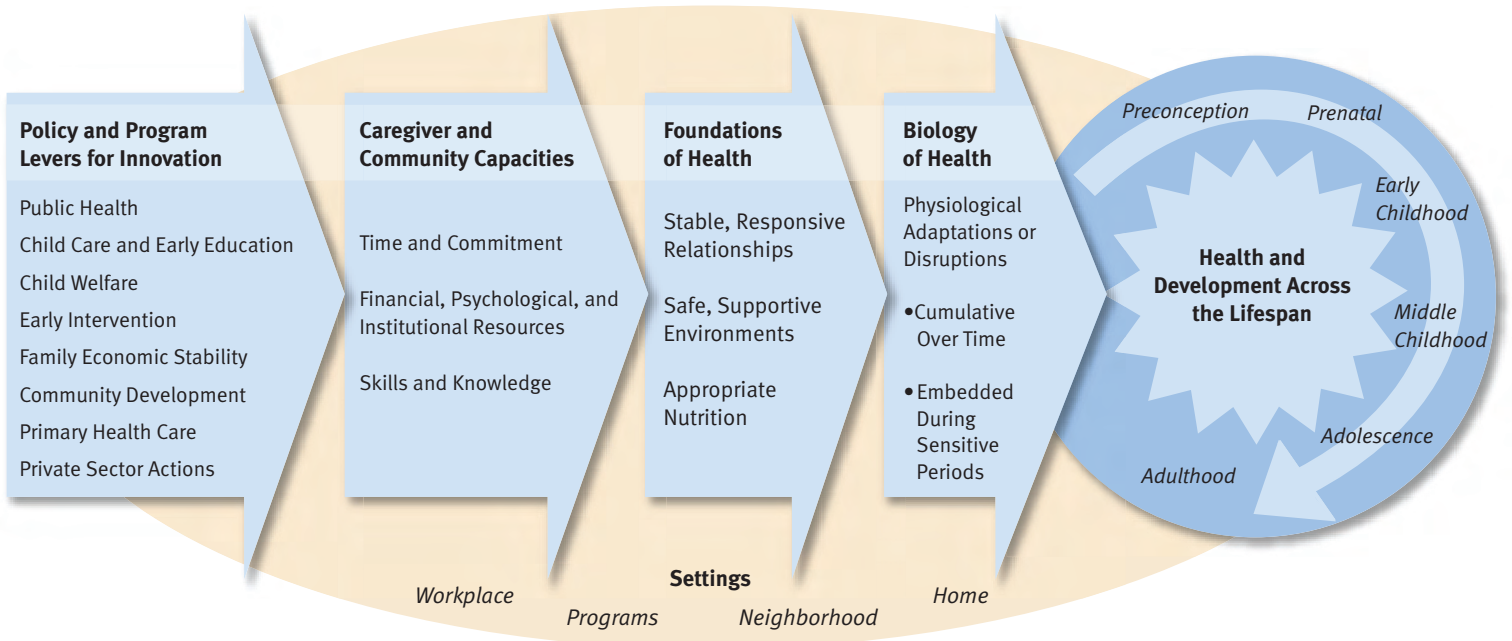 Policy and Program
Levers for Innovation
Public Health
Child Care and Early Education
Child Welfare
Early Intervention
Family Economic Stability
Community Development
Primary Health Care
Private Sector Actions
Caregiver and
Community Capacities
Time and Commitment
Financial, Psychological, and
Institutional Resources
Skills and Knowledge
Foundations
of Health
Stable, Responsive
Relationships
Safe, Supportive
Environments
Appropriate
Nutrition
Biology
of Health
Physiological
Adaptations or
Disruptions
•Cumulative
Over Time
•Embedded
During
Sensitive
Periods
Preconception
Prenatal
Early
Childhood
Middle
Childhood
Adolescence
Adulthood
Health and
Development Across
the Lifespan
Settings
Workplace
Programs
Neighborhood
Home